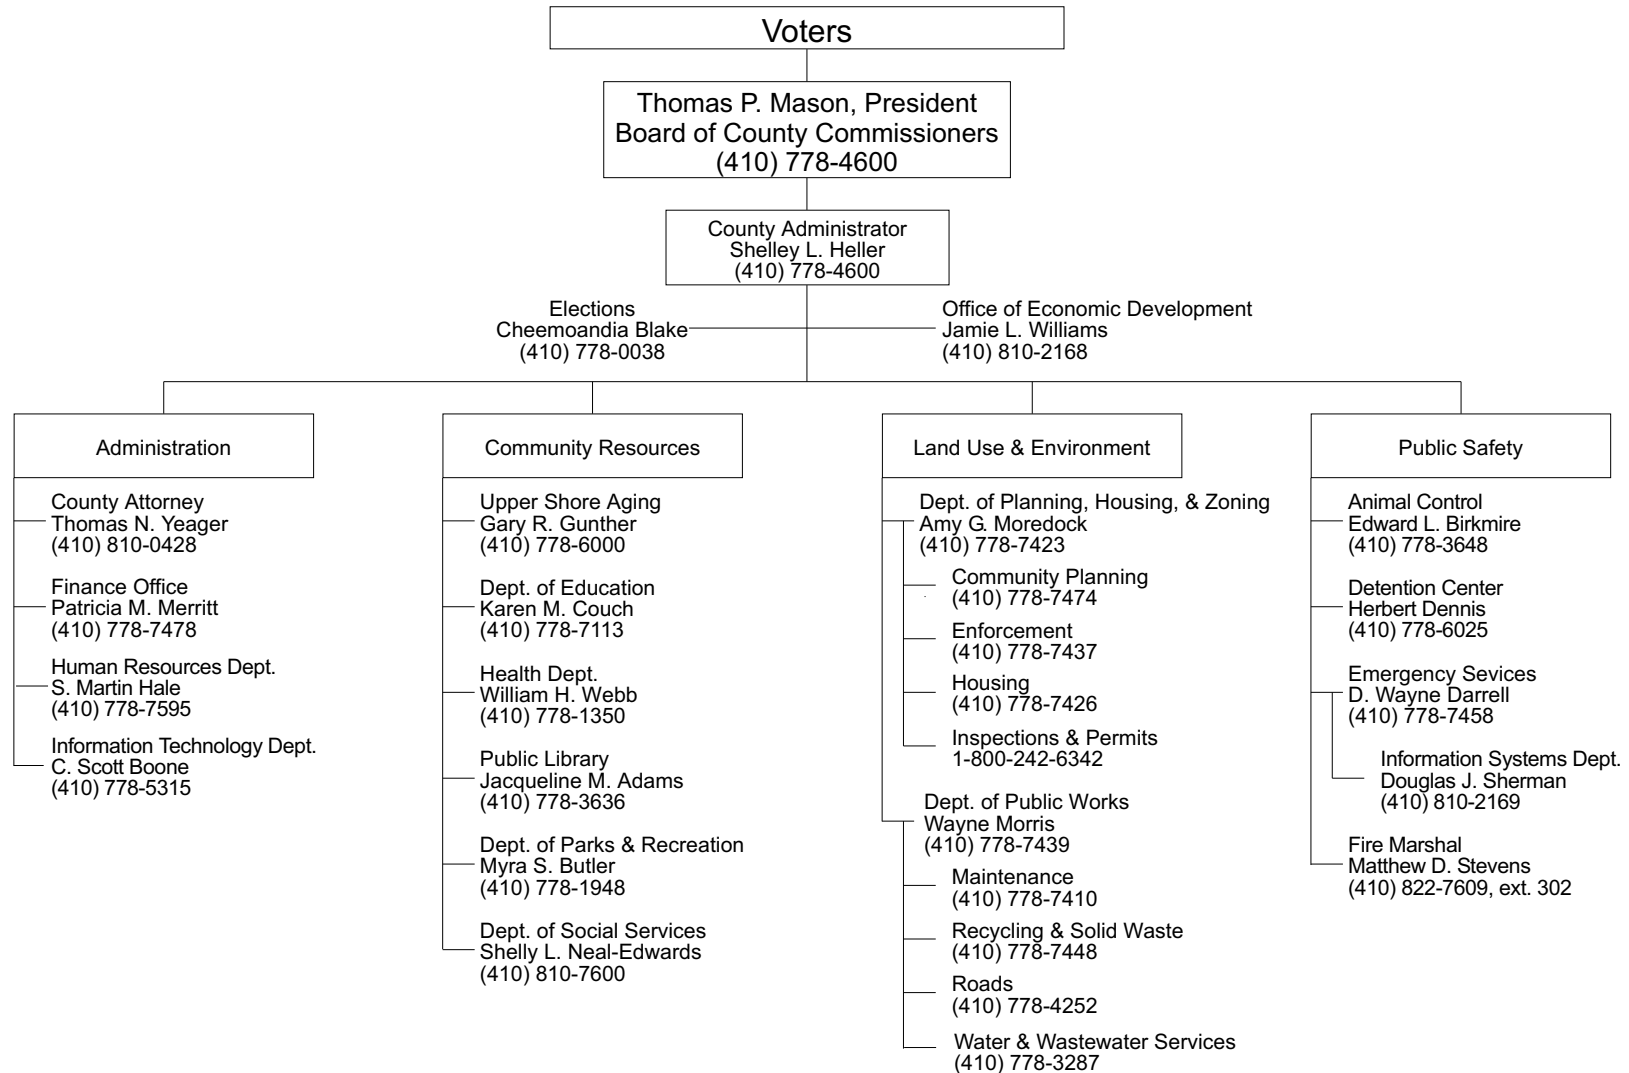 Voters
Thomas P. Mason, President
Board of County Commissioners
(410) 778-4600
County Administrator
Shelley L. Heller
(410) 778-4600
Elections
Cheemoandia Blake
(410) 778-0038
Office of Economic Development
Jamie L. Williams
(410) 810-2168
Administration
County Attorney
Thomas N. Yeager
(410) 810-0428
Finance Office
Patricia M. Merritt
(410) 778-7478
Human Resources Dept.
S. Martin Hale
(410) 778-7595
Information Technology Dept.
C. Scott Boone
(410) 778-5315
Community Resources
Upper Shore Aging
Gary R. Gunther
(410) 778-6000
Dept. of Education
Karen M. Couch
(410) 778-7113
Health Dept.
William H. Webb
(410) 778-1350
Public Library
Jacqueline M. Adams
(410) 778-3636
Dept. of Parks & Recreation
Myra S. Butler
(410) 778-1948
Dept. of Social Services
Shelly L. Neal-Edwards
(410) 810-7600
Land Use & Environment
Dept. of Planning, Housing, & Zoning
Amy G. Moredock
(410) 778-7423
Community Planning
(410) 778-7474
Enforcement
(410) 778-7437
Housing
(410) 778-7426
Inspections & Permits
1-800-242-6342
Dept. of Public Works
Wayne Morris
(410) 778-7439
Maintenance
(410) 778-7410
Recycling & Solid Waste
(410) 778-7448
Roads
(410) 778-4252
Water & Wastewater Services
(410) 778-3287
Public Safety
Animal Control
Edward L. Birkmire
(410) 778-3648
Detention Center
Herbert Dennis
(410) 778-6025
Emergency Sevices
D. Wayne Darrell
(410) 778-7458
Information Systems Dept.
Douglas J. Sherman
(410) 810-2169
Fire Marshal
Matthew D. Stevens
(410) 822-7609, ext. 302